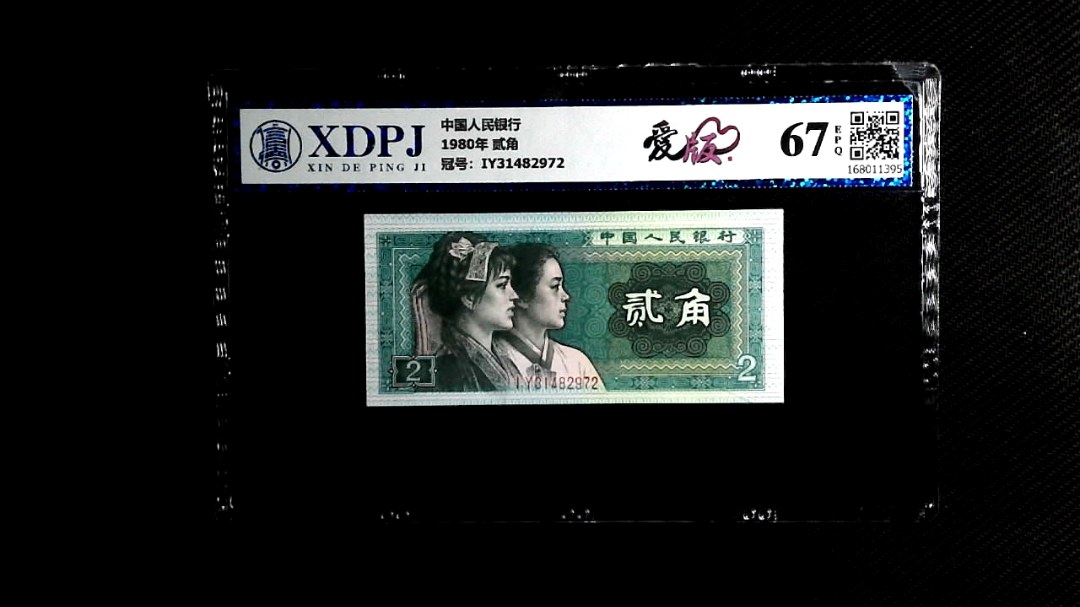 XDPJ
XIN DE PING JI
中国人民银行
1980年 贰角
冠号：IY31482972
爱版
67
EPQ
168011395
中国人民银行
贰角
2
2
IY31482972